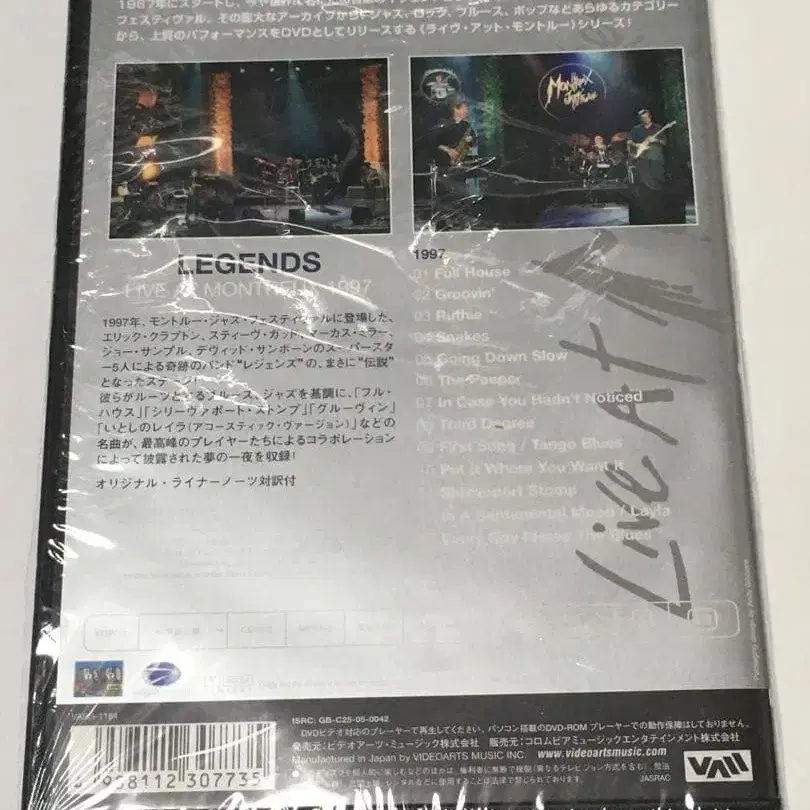 フェスティヴァル。その膨大なアーカイブから、ジャズ、ロック、ブルース、ポップなどあらゆるカテゴリー
から、上質のパフォーマンスをDVDとしてリリースする〈ライヴ・アット・モントルー〉シリーズ!
LEGENDS
LIVE AT MONTREUX 1997
1997年、モントルー・ジャズ・フェスティヴァルに登場した、
エリック・クラプトン、スティーヴ・ガッド、マーカス・ミラー、
ジョー・サンプル、デヴィッド・サンボーンのスーパースター
5人による奇跡のバンド"レジェンズ"の、まさに"伝説"
となったステージ
彼らがルーツとするブルース、ジャズを基調に、「フル・
ハウス」「シリーヴァポート・ストンプ」「グルーヴィン」
「いとしのレイラ(アコースティック・ヴァージョン)」などの
名曲が、最高峰のプレイヤーたちによるコラボレーション
によって披露された夢の一夜を収録!
オリジナル・ライナーノーツ対訳付
1997
01 Full House
02 Groovin'
03 Ruthie
04 Snakes
05 Going Down Slow
06 The Peeper
07 In Case You Hadn't Noticed
08 Third Degree
09 First Song / Tango Blues
10 Put It Where You Want It
11 Shreveport Stomp
In A Sentimental Mood / Layla
Every Day I Have The Blues
Live At
ISRC: GB-C25-05-0042
DVDビデオ対応のプレーヤーで再生してください。パソコン搭載のDVD-ROM プレーヤーでの動作保障はしておりません。
発売元:ビデオアーツ・ミュージック株式会社 販売元:コロムビアミュージックエンタテインメント株式会社
Manufactured in Japan by VIDEOARTS MUSIC INC. www.videoartsmusic.com
JASRAC
VAM
988112 307735